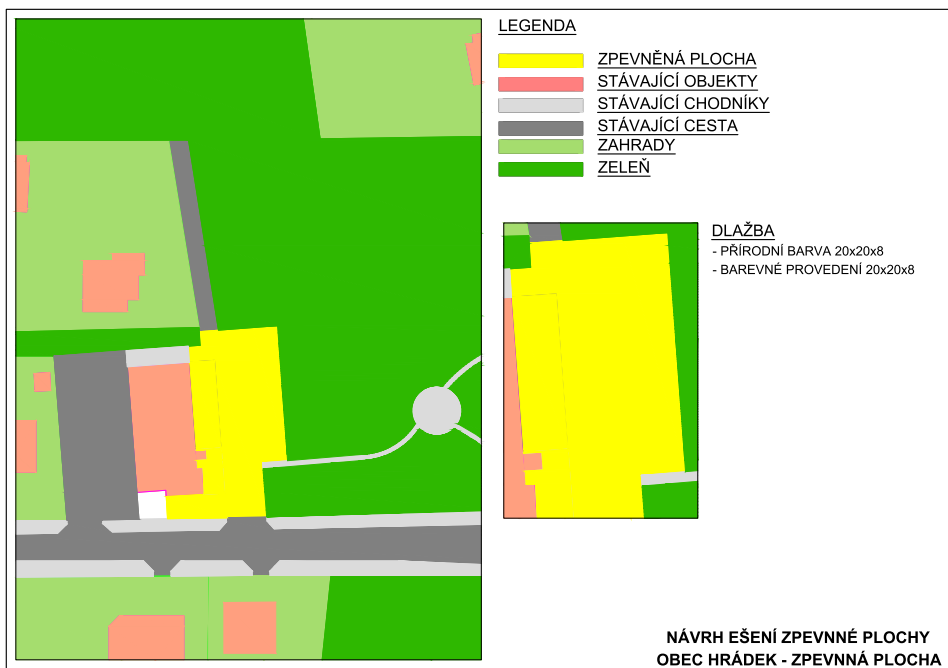 LEGENDA
ZPEVNĚNÁ PLOCHA
STÁVAJÍCÍ OBJEKTY
STÁVAJÍCÍ CHODNÍKY
STÁVAJÍCÍ CESTA
ZAHRADY
ZELEŇ
DLAŽBA
- PŘÍRODNÍ BARVA 20x20x8
- BAREVNÉ PROVEDENÍ 20x20x8
NÁVRH EŠENÍ ZPEVNNÉ PLOCHY
OBEC HRÁDEK - ZPEVNNÁ PLOCHA